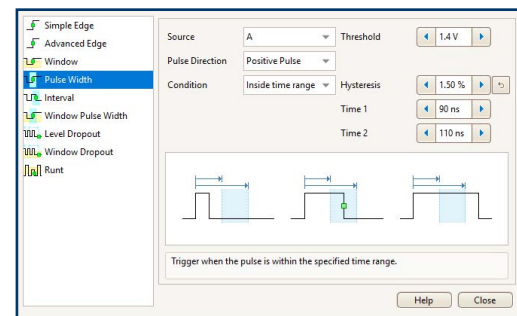 Simple Edge
Advanced Edge
Window
Pulse Width
Interval
Window Pulse Width
Level Dropout
Window Dropout
Runt
Source A Threshold 1.4 V
Pulse Direction Positive Pulse
Condition Inside time range Hysteresis 1.50 %
Time 1 90 ns
Time 2 110 ns
Trigger when the pulse is within the specified time range.
Help Close